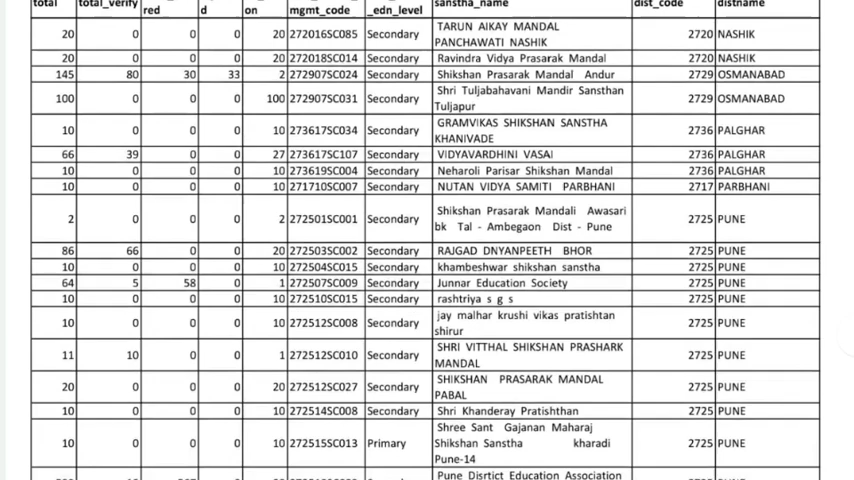 total total_verify red d on mgmt_code _edn_level sanstha_name dist_code distname
20 0 0 0 20 272016SC085 Secondary TARUN AIKAY MANDAL PANCHAWATI NASHIK 2720 NASHIK
20 0 0 0 20 272018SC014 Secondary Ravindra Vidya Prasarak Mandal 2720 NASHIK
145 80 30 33 2 272907SC024 Secondary Shikshan Prasarak Mandal Andur 2729 OSMANABAD
100 0 0 0 100 272907SC031 Secondary Shri Tuljabahavani Mandir Sansthan Tuljapur 2729 OSMANABAD
10 0 0 0 10 273617SC034 Secondary GRAMVIKAS SHIKSHAN SANSTHA KHANIVADE 2736 PALGHAR
66 39 0 0 27 273617SC107 Secondary VIDYAVARDHINI VASAI 2736 PALGHAR
10 0 0 0 10 273619SC004 Secondary Neharoli Parisar Shikshan Mandal 2736 PALGHAR
10 0 0 0 10 271710SC007 Secondary NUTAN VIDYA SAMITI PARBHANI 2717 PARBHANI
2 0 0 0 2 272501SC001 Secondary Shikshan Prasarak Mandali Awasari bk Tal - Ambegaon Dist - Pune 2725 PUNE
86 66 0 0 20 272503SC002 Secondary RAJGAD DNYANPEETH BHOR 2725 PUNE
10 0 0 0 10 272504SC015 Secondary khambeshwar shikshan sanstha 2725 PUNE
64 5 58 0 1 272507SC009 Secondary Junnar Education Society 2725 PUNE
10 0 0 0 10 272510SC015 Secondary rashtriya s g s 2725 PUNE
10 0 0 0 10 272512SC008 Secondary jay malhar krushi vikas pratishtan shirur 2725 PUNE
11 10 0 0 1 272512SC010 Secondary SHRI VITTHAL SHIKSHAN PRASHARK MANDAL 2725 PUNE
20 0 0 0 20 272512SC027 Secondary SHIKSHAN PRASARAK MANDAL PABAL 2725 PUNE
10 0 0 0 10 272514SC008 Secondary Shri Khanderay Pratishthan 2725 PUNE
10 0 0 0 10 272515SC013 Primary Shree Sant Gajanan Maharaj Shikshan Sanstha kharadi Pune-14 2725 PUNE
Pune Disrtict Education Association